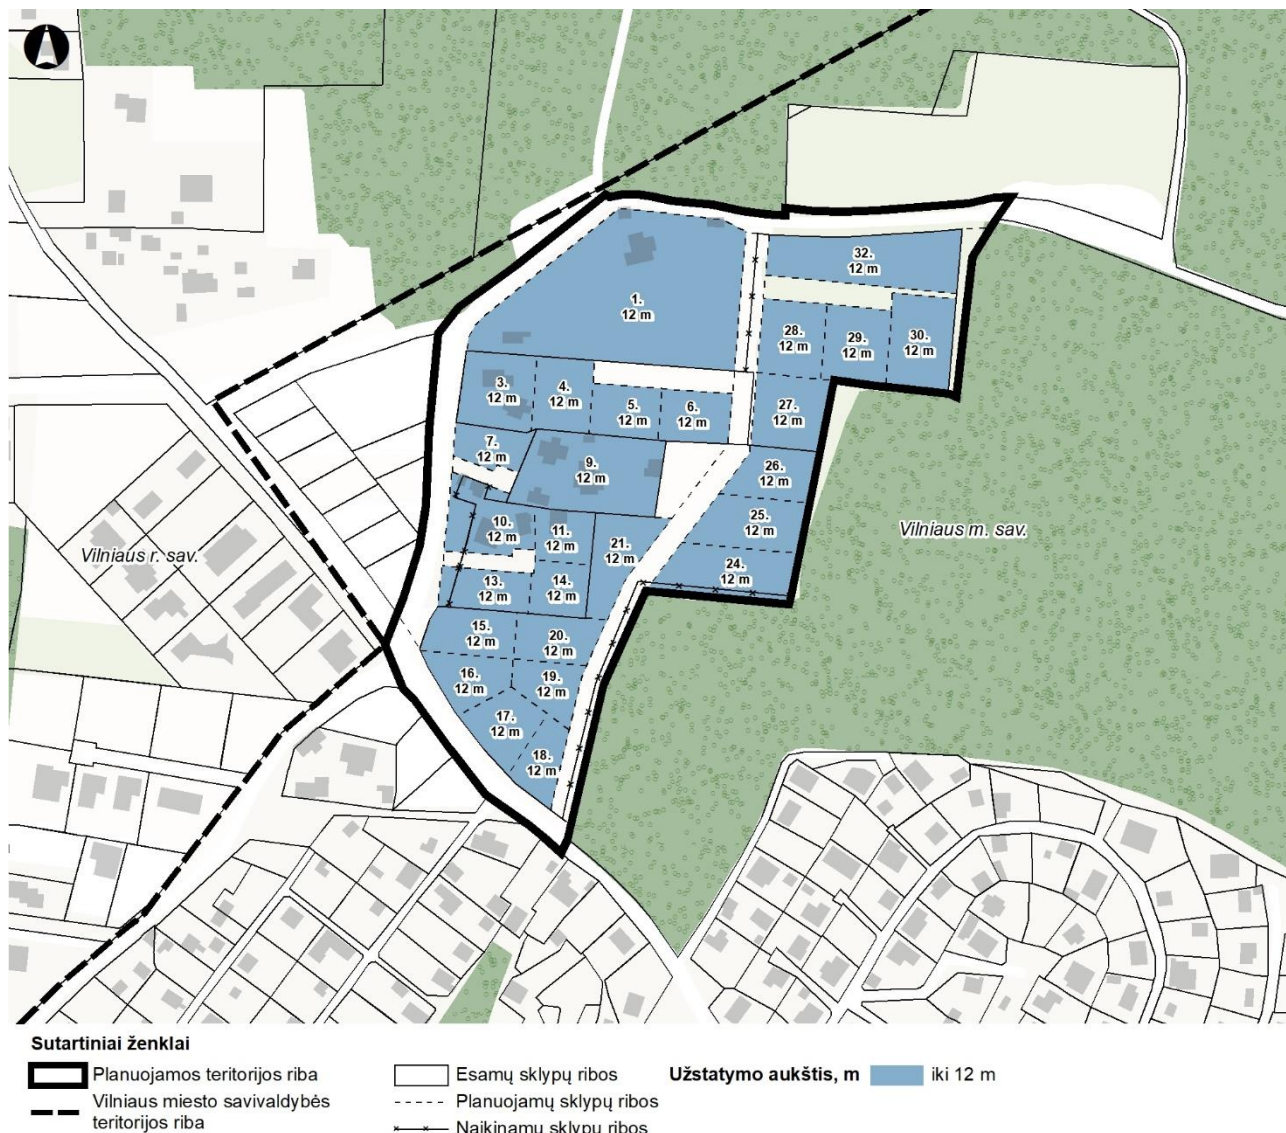 32.
12 m
1.
12 m
28.
12 m
29.
12 m
30.
12 m
3.
12 m
4.
12 m
5.
12 m
6.
12 m
27.
12 m
7.
12 m
9.
12 m
26.
12 m
25.
12 m
10.
12 m
11.
12 m
21.
12 m
24.
12 m
13.
12 m
14.
12 m
15.
12 m
20.
12 m
16.
12 m
19.
12 m
17.
12 m
18.
12 m
Vilniaus r. sav.
Vilniaus m. sav.
Sutartiniai ženklai
Planuojamos teritorijos riba
Vilniaus miesto savivaldybės
teritorijos riba
Esamų sklypų ribos
Planuojamų sklypų ribos
Naikinamų sklypų ribos
Užstatymo aukštis, m
iki 12 m